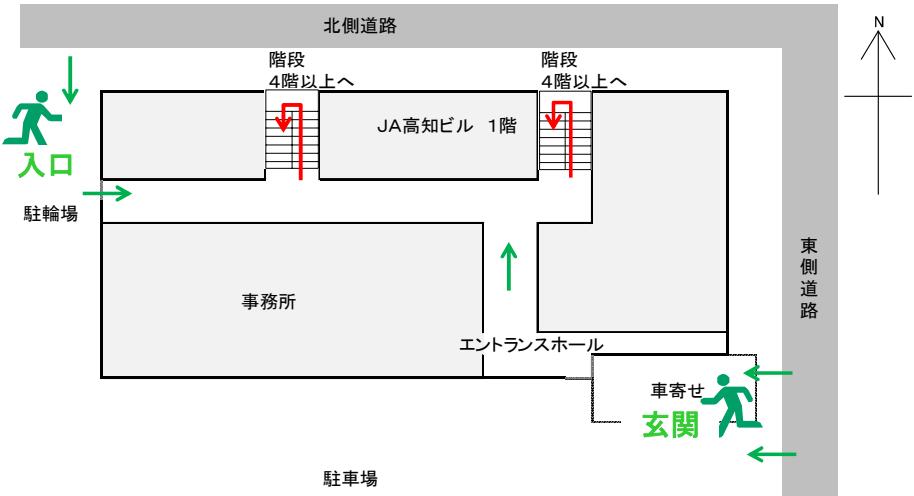 北側道路
N
階段
4階以上へ
階段
4階以上へ
JA高知ビル 1階
入口
駐輪場
東側道路
事務所
エントランスホール
車寄せ
玄関
駐車場